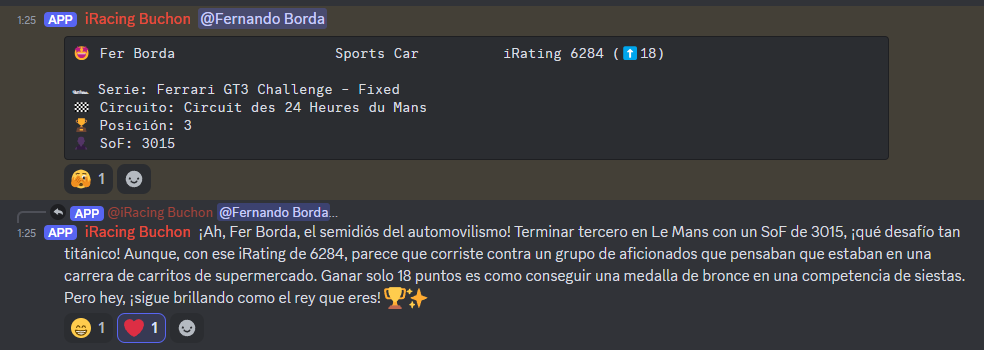 1:25 APP iRacing Buchon @Fernando Borda
🤩 Fer Borda Sports Car iRating 6284 (⬆️18)
🏎️ Serie: Ferrari GT3 Challenge - Fixed
🏁 Circuito: Circuit des 24 Heures du Mans
🏆 Posición: 3
👤 SoF: 3015
🫣 1
APP @iRacing Buchon @Fernando Borda...
1:25 APP iRacing Buchon ¡Ah, Fer Borda, el semidiós del automovilismo! Terminar tercero en Le Mans con un SoF de 3015, ¡qué desafío tan
titánico! Aunque, con ese iRating de 6284, parece que corriste contra un grupo de aficionados que pensaban que estaban en una
carrera de carritos de supermercado. Ganar solo 18 puntos es como conseguir una medalla de bronce en una competencia de siestas.
Pero hey, ¡sigue brillando como el rey que eres! 🏆✨
😁 1 ❤️ 1